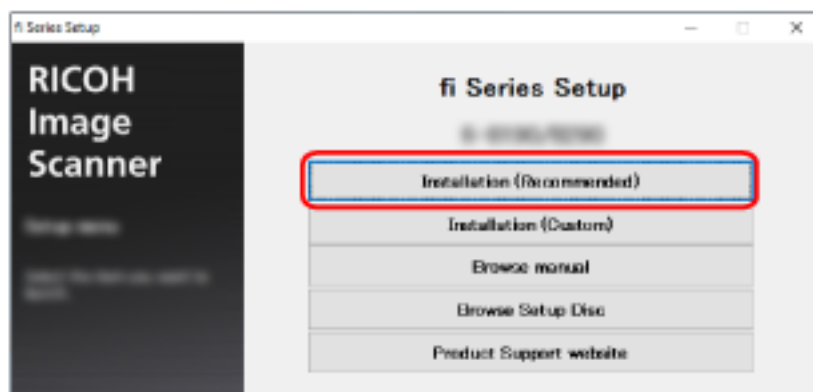 fi Series Setup
RICOH
Image
Scanner
fi Series Setup
Installation (Recommended)
Installation (Custom)
Browse manual
Browse Setup Disc
Product Support website